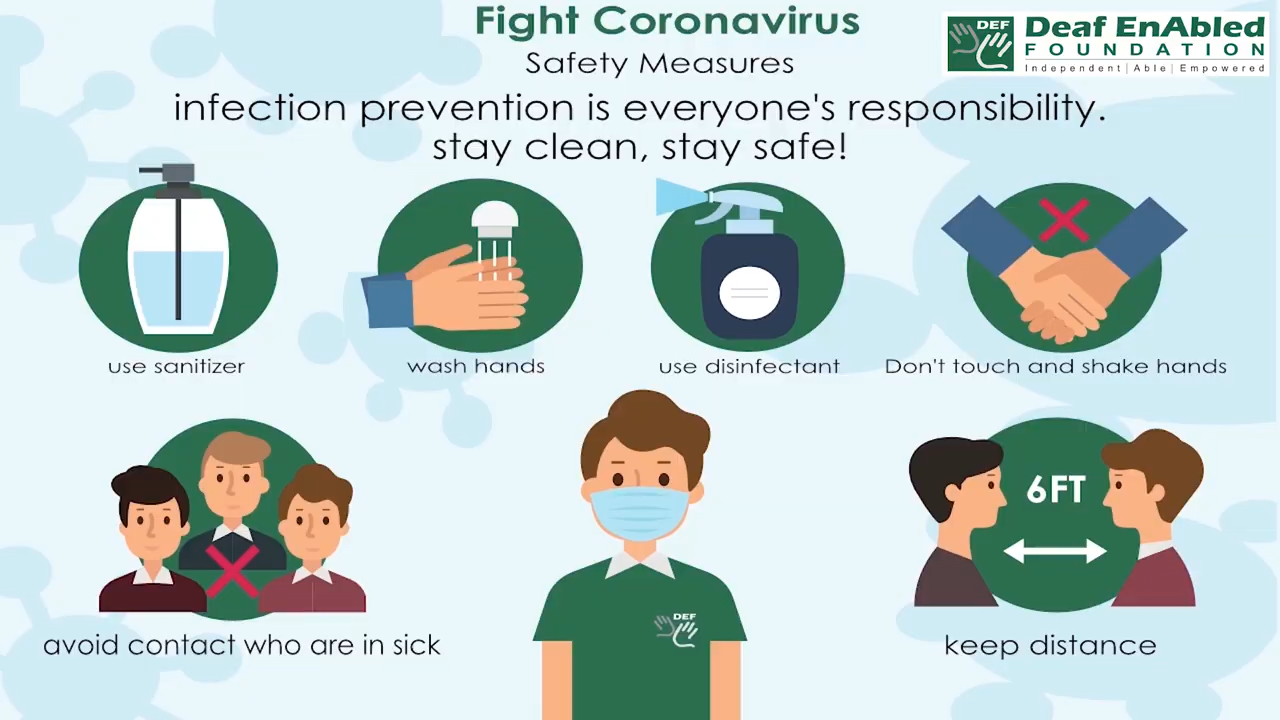 Fight Coronavirus
Safety Measures
DEF
Deaf EnAbled
FOUNDATION
Independent | Able | Empowered
infection prevention is everyone's responsibility.
stay clean, stay safe!
use sanitizer
wash hands
use disinfectant
Don't touch and shake hands
6FT
DEF
avoid contact who are in sick
keep distance